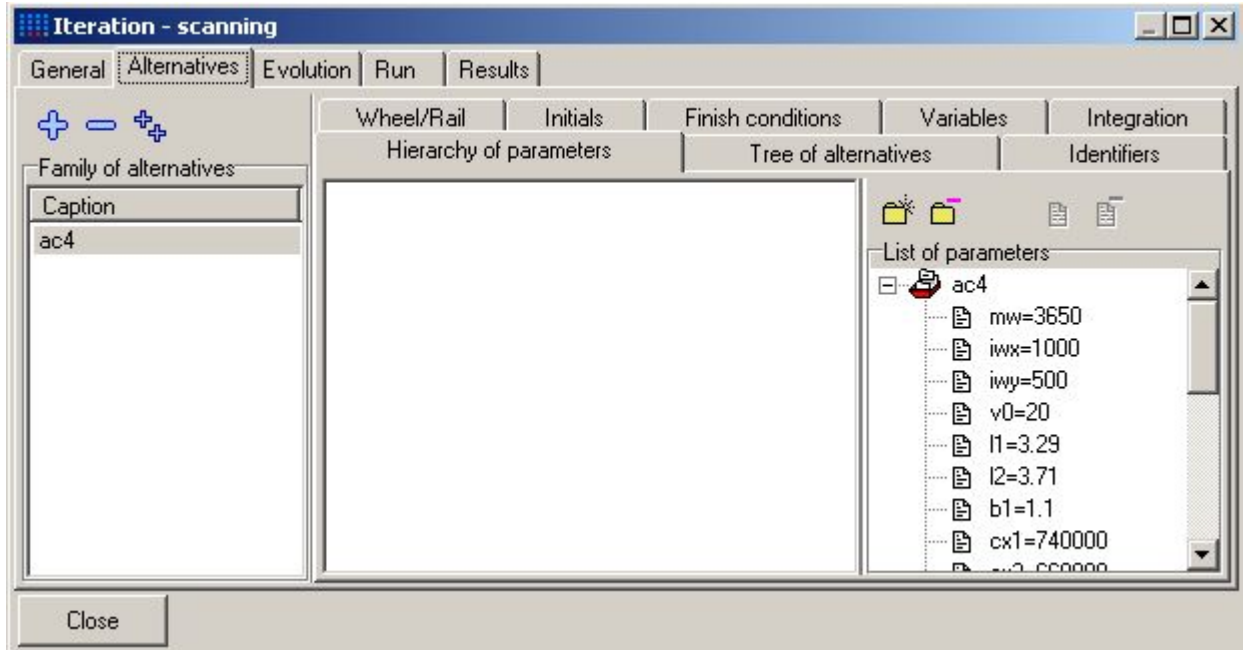 Iteration - scanning
General Alternatives Evolution Run Results
Wheel/Rail Initials Finish conditions Variables Integration
Hierarchy of parameters Tree of alternatives Identifiers
Family of alternatives
Caption
ac4
List of parameters
ac4
mw=3650
iwx=1000
iwy=500
v0=20
l1=3.29
l2=3.71
b1=1.1
cx1=740000
Close